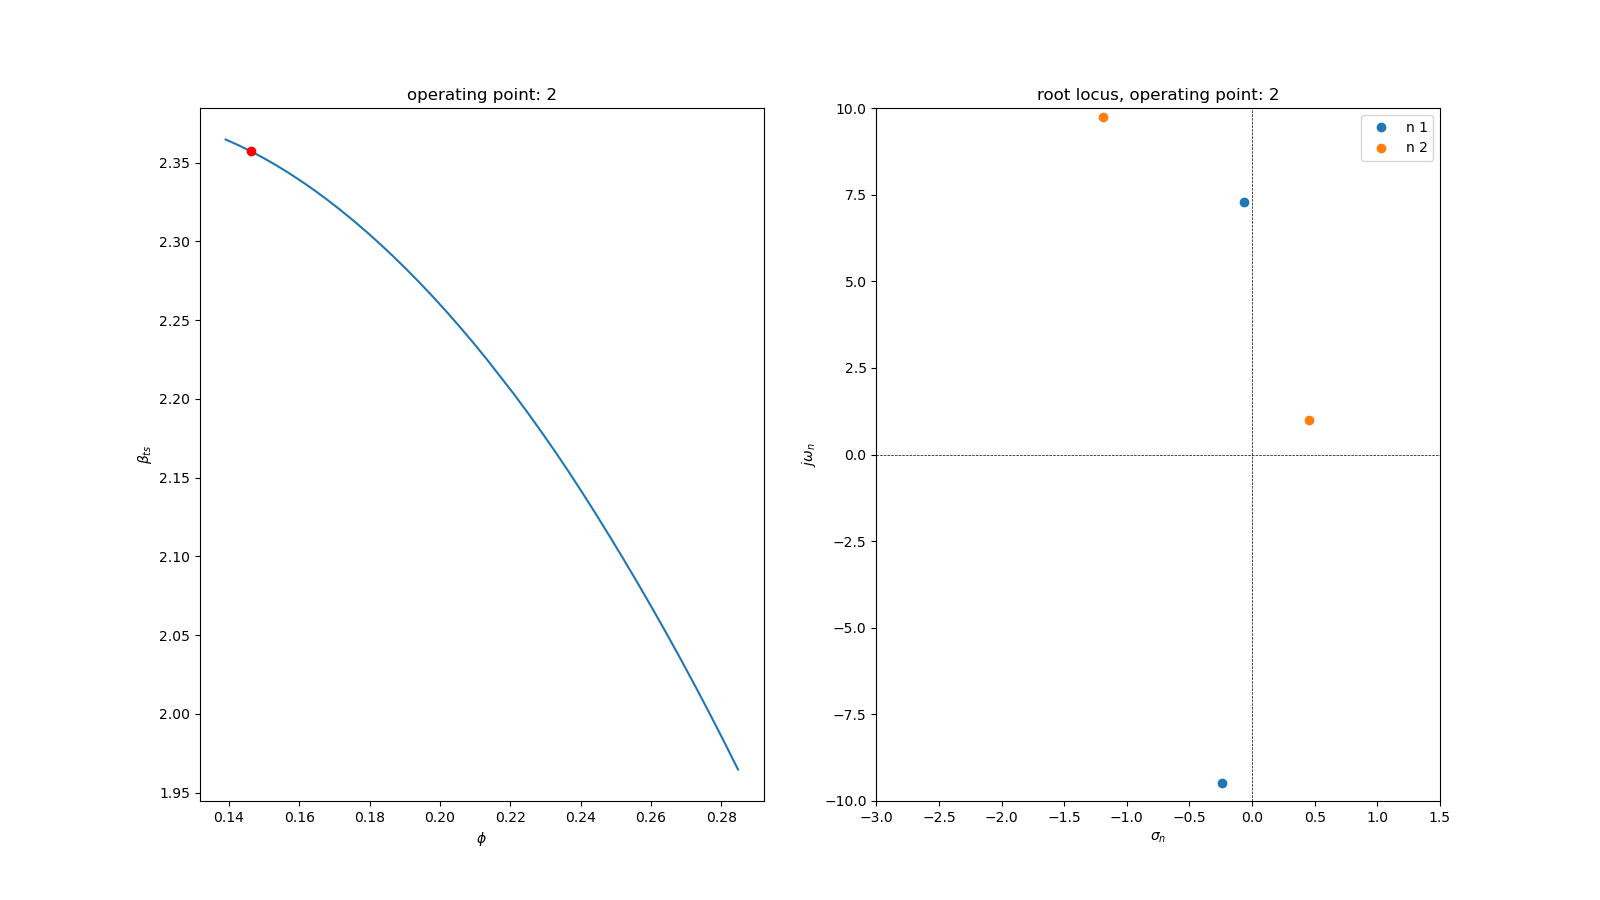 operating point: 2
2.35
2.30
2.25
2.20
2.15
2.10
2.05
2.00
1.95
β_ts
0.14 0.16 0.18 0.20 0.22 0.24 0.26 0.28
ϕ
root locus, operating point: 2
n 1
n 2
10.0
7.5
5.0
2.5
0.0
−2.5
−5.0
−7.5
−10.0
jω_n
−3.0 −2.5 −2.0 −1.5 −1.0 −0.5 0.0 0.5 1.0 1.5
σ_n